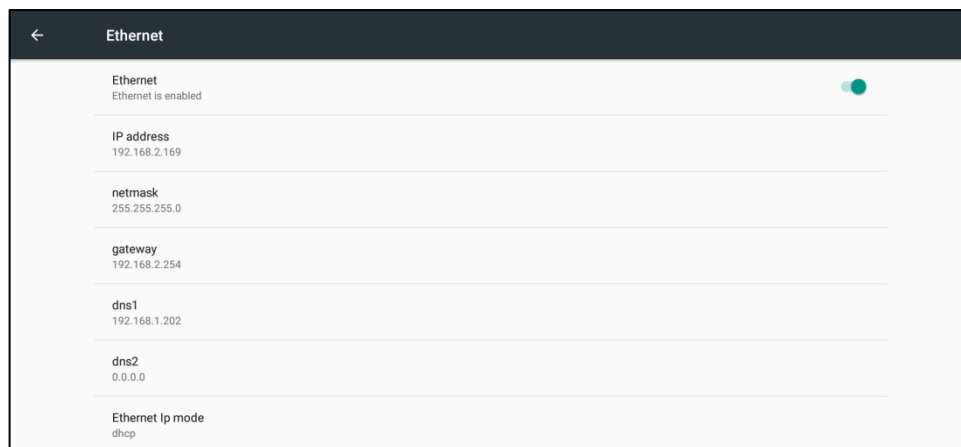 Ethernet
Ethernet
Ethernet is enabled
IP address
192.168.2.169
netmask
255.255.255.0
gateway
192.168.2.254
dns1
192.168.1.202
dns2
0.0.0.0
Ethernet Ip mode
dhcp